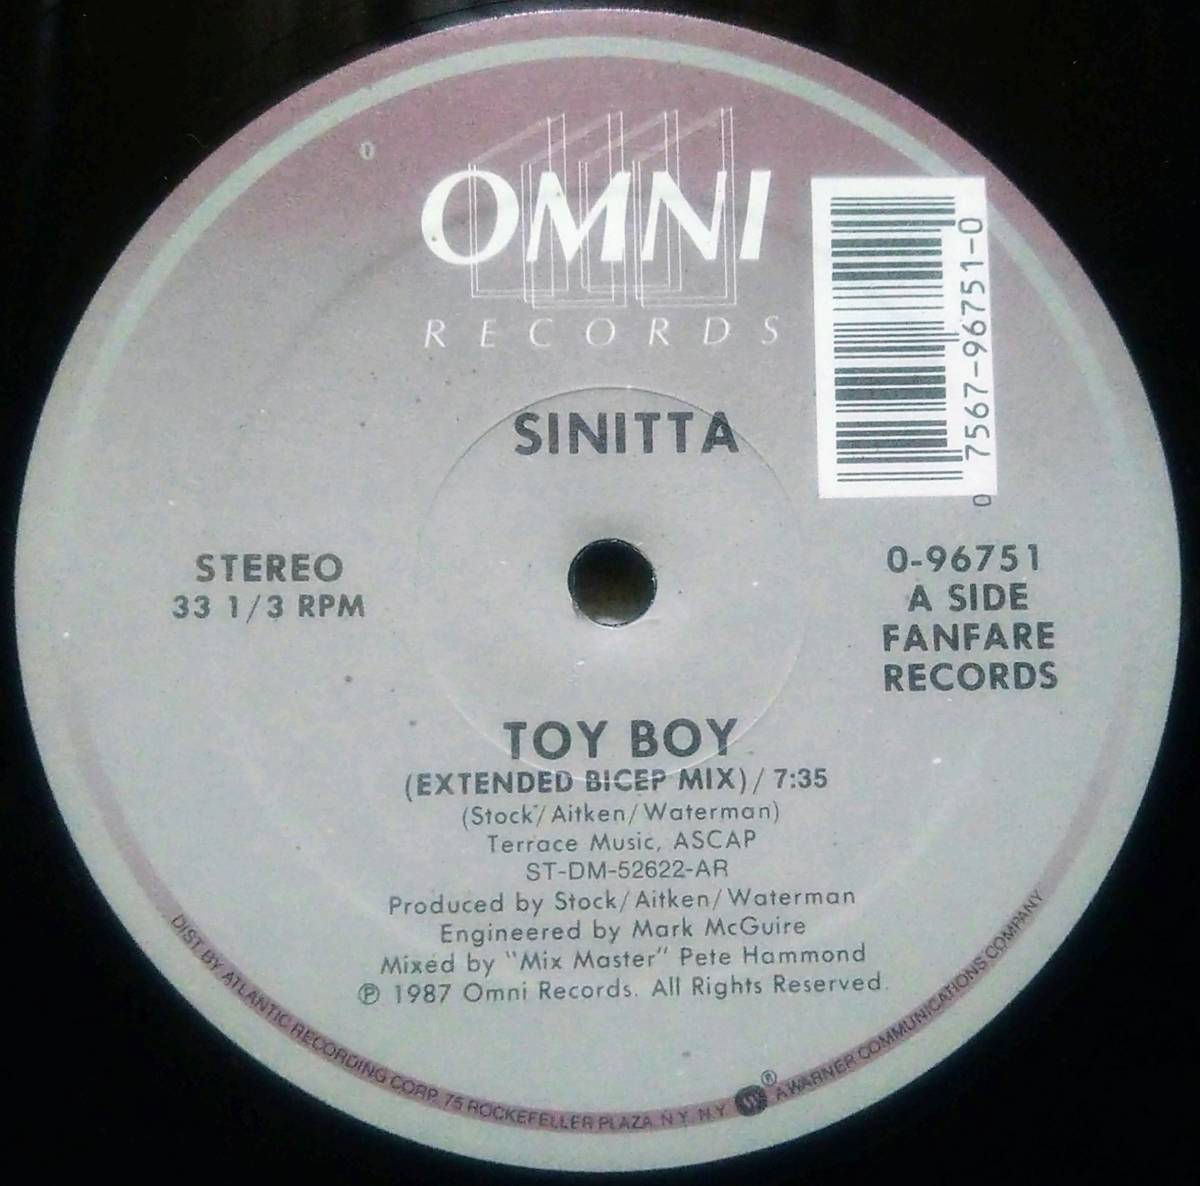 0
OMNI
RECORDS
0 7567-96751-0
SINITTA
STEREO
33 1/3 RPM
0-96751
A SIDE
FANFARE
RECORDS
TOY BOY
(EXTENDED BICEP MIX) / 7:35
(Stock/Aitken/Waterman)
Terrace Music, ASCAP
ST-DM-52622-AR
Produced by Stock/Aitken/Waterman
Engineered by Mark McGuire
Mixed by "Mix Master" Pete Hammond
℗ 1987 Omni Records. All Rights Reserved.
DIST. BY ATLANTIC RECORDING CORP. 75 ROCKEFELLER PLAZA, N.Y. N.Y. ® A WARNER COMMUNICATIONS COMPANY